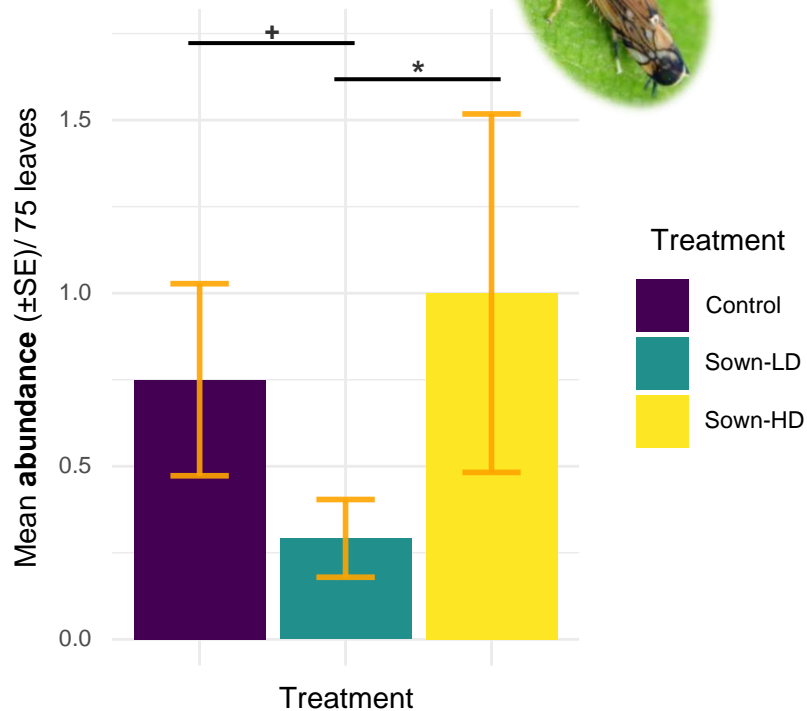 +
*
1.5
1.0
0.5
0.0
Mean abundance (±SE)/ 75 leaves
Treatment
Treatment
Control
Sown-LD
Sown-HD